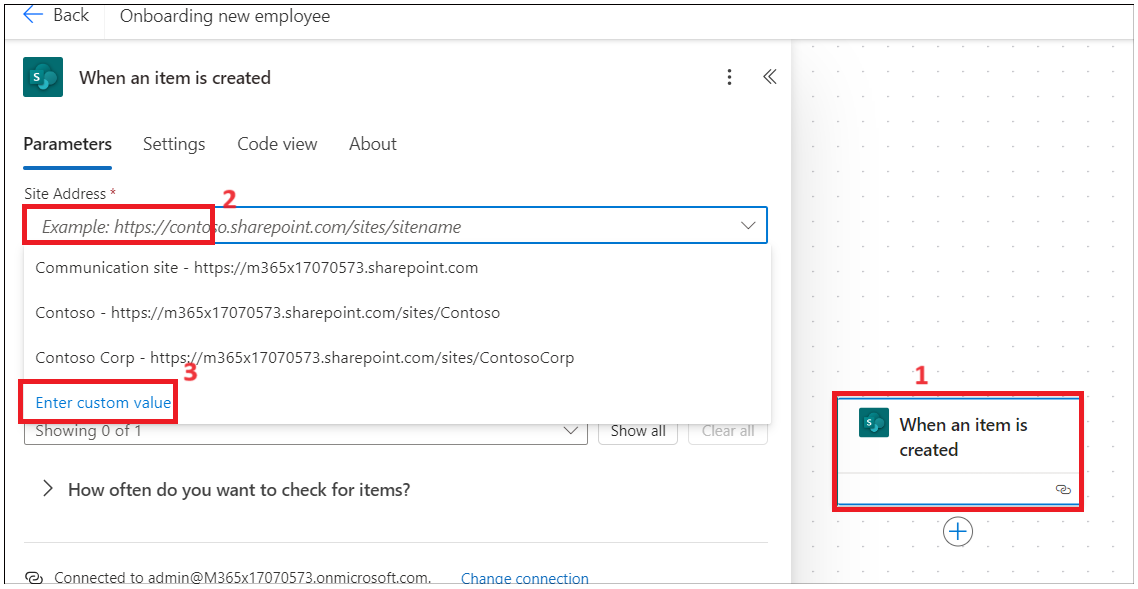 Back
Onboarding new employee
S
When an item is created
Parameters
Settings
Code view
About
Site Address *
2
Example: https://contoso.sharepoint.com/sites/sitename
Communication site - https://m365x17070573.sharepoint.com
Contoso - https://m365x17070573.sharepoint.com/sites/Contoso
Contoso Corp - https://m365x17070573.sharepoint.com/sites/ContosoCorp
3
Enter custom value
Showing 0 of 1
Show all
Clear all
How often do you want to check for items?
Connected to admin@M365x17070573.onmicrosoft.com.
Change connection
1
S
When an item is
created